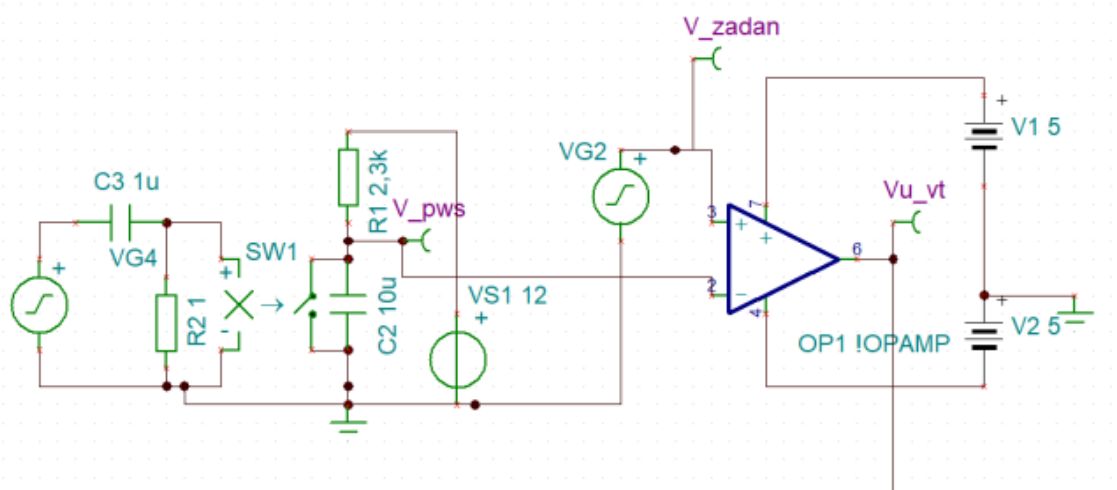 V_zadan
C3 1u
VG4
R2 1
+
-
SW1
+
R1 2,3k
V_pws
C2 10u
VS1 12
+
VG2
+
3
+
7
+
2
-
4
6
OP1 !OPAMP
Vu_vt
+
V1 5
+
V2 5